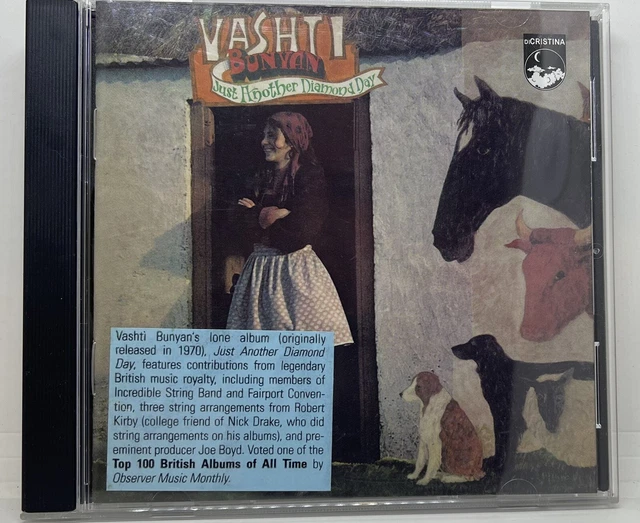 VASHTI
BUNYAN
Just Another Diamond Day
DiCRISTINA
Vashti Bunyan's lone album (originally
released in 1970), Just Another Diamond
Day, features contributions from legendary
British music royalty, including members of
Incredible String Band and Fairport Conven-
tion, three string arrangements from Robert
Kirby (college friend of Nick Drake, who did
string arrangements on his albums), and pre-
eminent producer Joe Boyd. Voted one of the
Top 100 British Albums of All Time by
Observer Music Monthly.